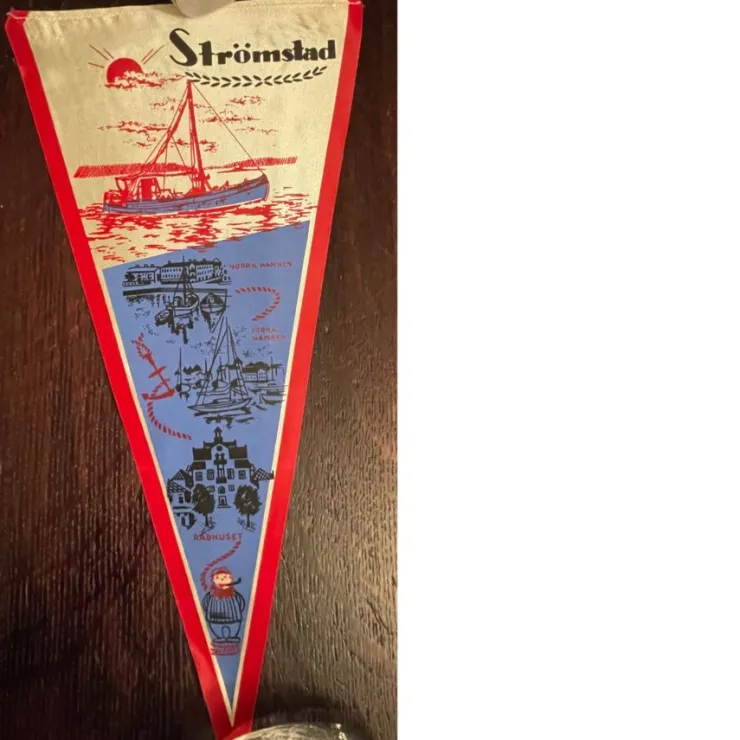 Strömstad
NORRA HAMNEN
SÖDRA
HAMNEN
RÅDHUSET